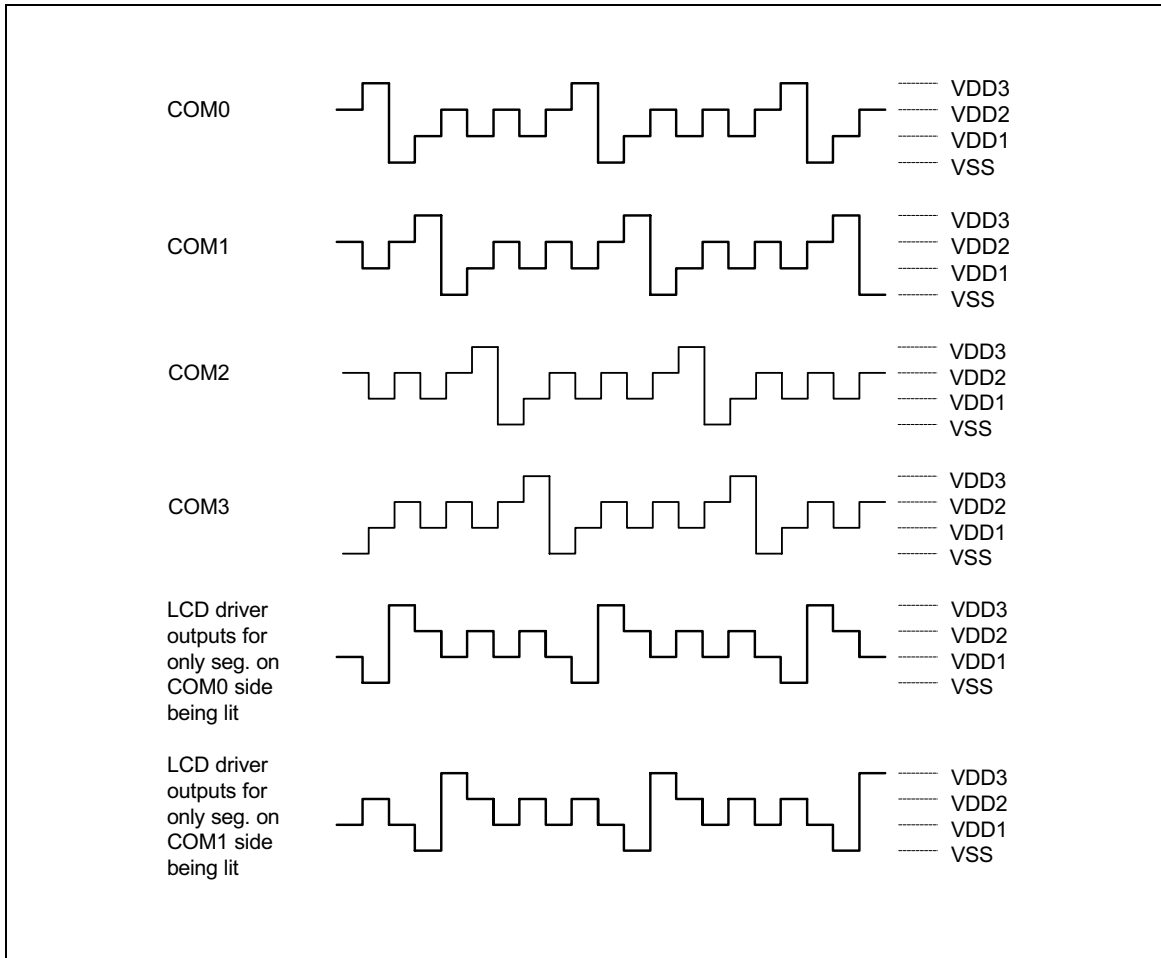 COM0
VDD3
VDD2
VDD1
VSS
COM1
VDD3
VDD2
VDD1
VSS
COM2
VDD3
VDD2
VDD1
VSS
COM3
VDD3
VDD2
VDD1
VSS
LCD driver
outputs for
only seg. on
COM0 side
being lit
VDD3
VDD2
VDD1
VSS
LCD driver
outputs for
only seg. on
COM1 side
being lit
VDD3
VDD2
VDD1
VSS